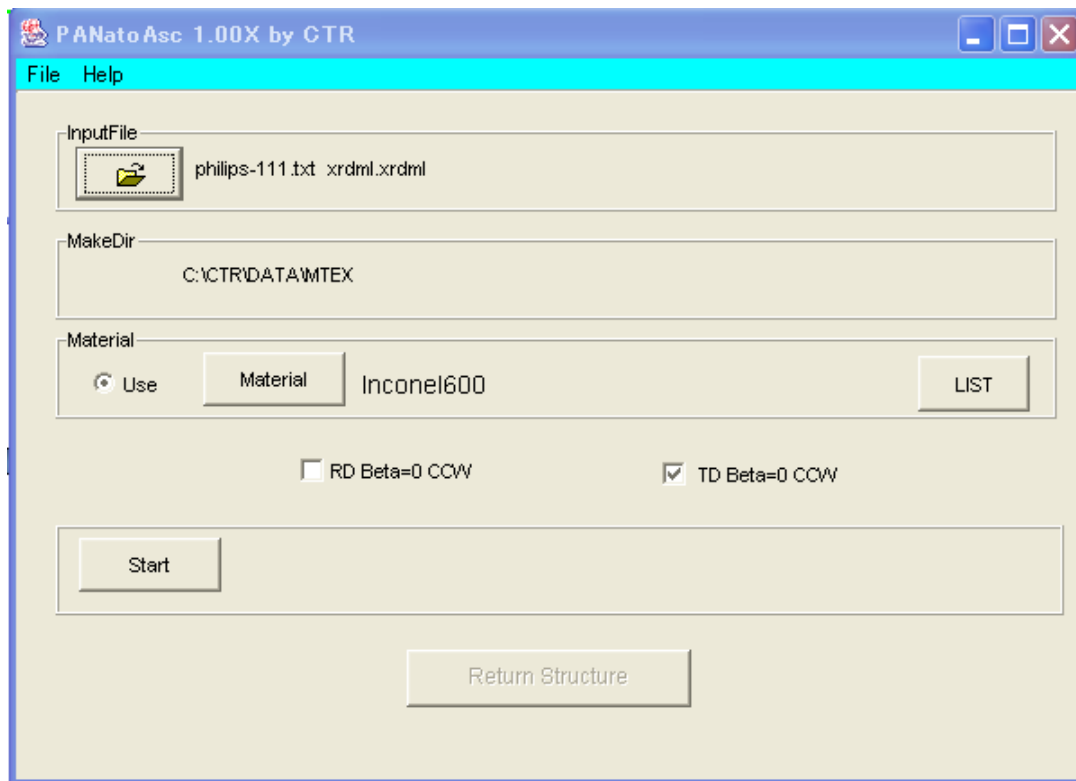 PANatoAsc 1.00X by CTR
File Help
InputFile
philips-111.txt xrdml.xrdml
MakeDir
C:\CTR\DATA\MTEX
Material
Use Material Inconel600 LIST
RD Beta=0 CCW TD Beta=0 CCW
Start
Return Structure